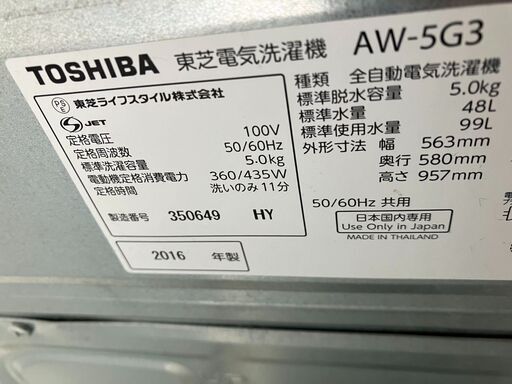 TOSHIBA 東芝電気洗濯機 AW-5G3
PS E 東芝ライフスタイル株式会社
JET
定格電圧 100V
定格周波数 50/60Hz
標準洗濯容量 5.0kg
電動機定格消費電力 360/435W
定格時間 洗いのみ11分
製造番号 350649 HY
2016 年製
種類 全自動電気洗濯機
標準脱水容量 5.0kg
標準水量 48L
標準使用水量 99L
外形寸法 幅 563mm
奥行 580mm
高さ 957mm
50/60Hz 共用
日本国内専用
Use Only in Japan
MADE IN THAILAND